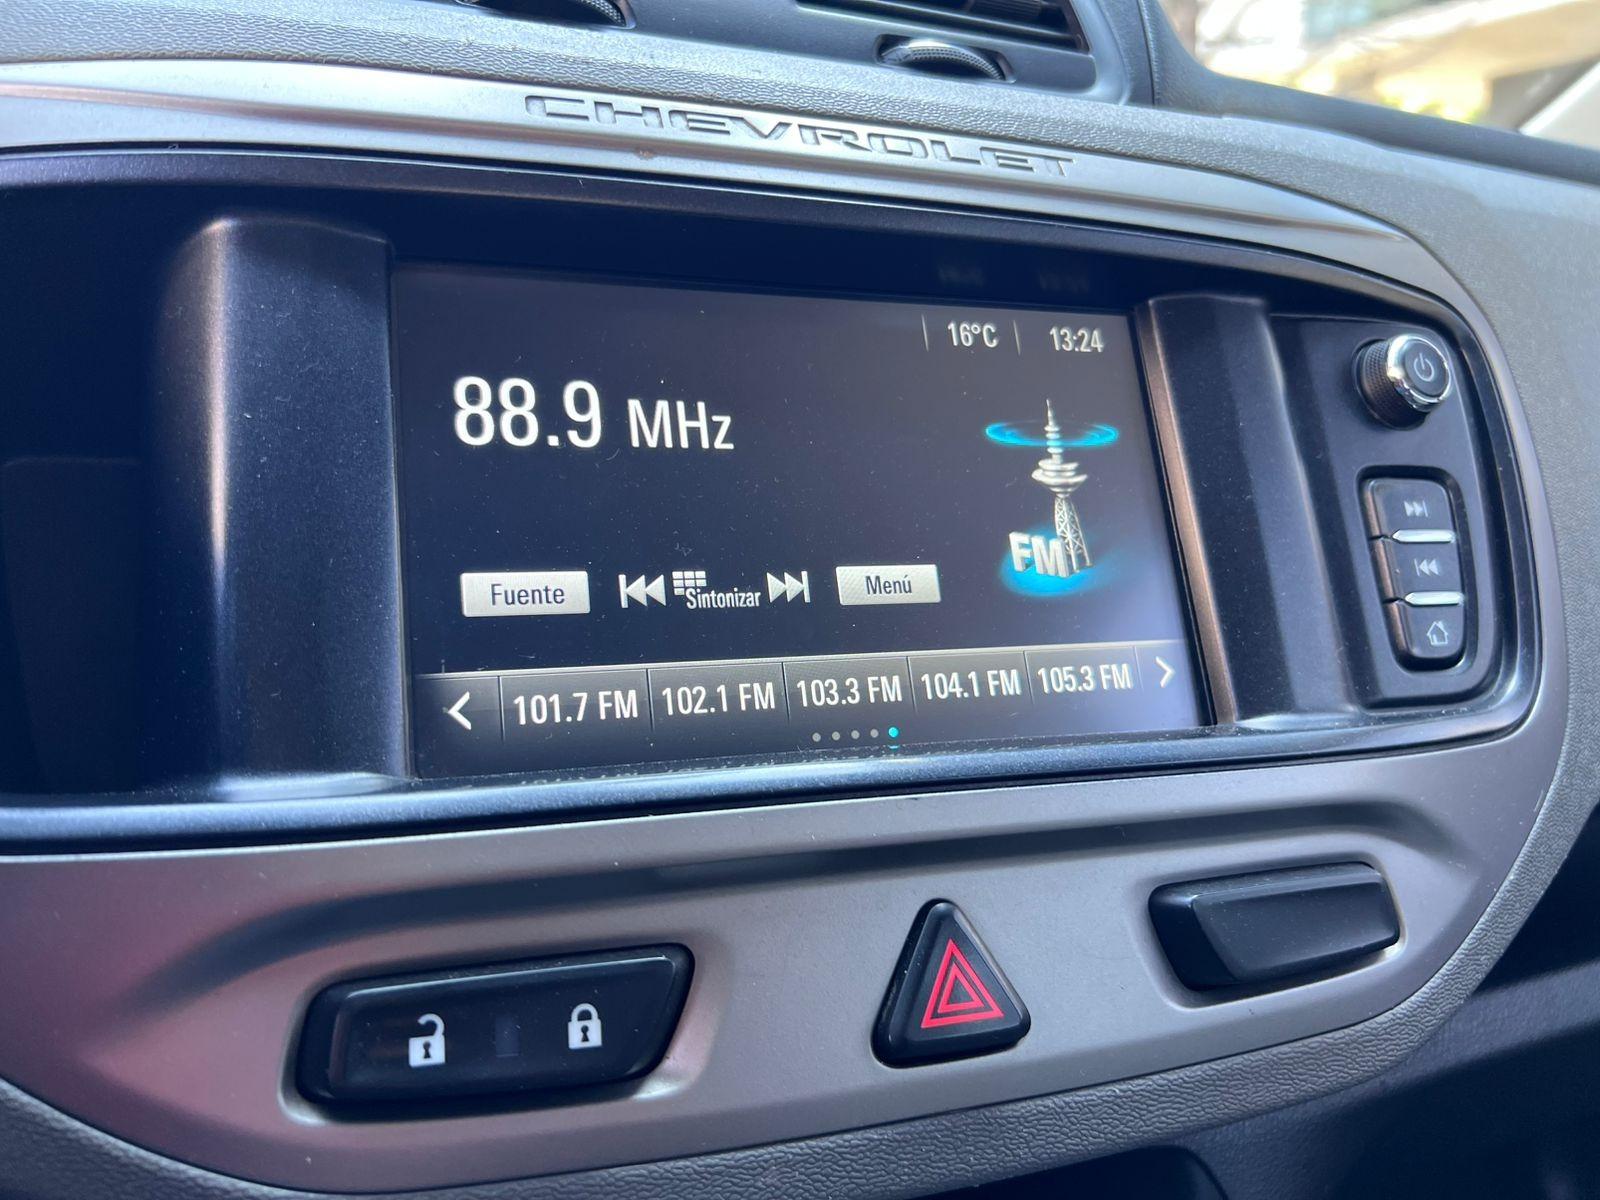 CHEVROLET
16°C 13:24
88.9 MHz
FM
Fuente Sintonizar Menú
101.7 FM 102.1 FM 103.3 FM 104.1 FM 105.3 FM